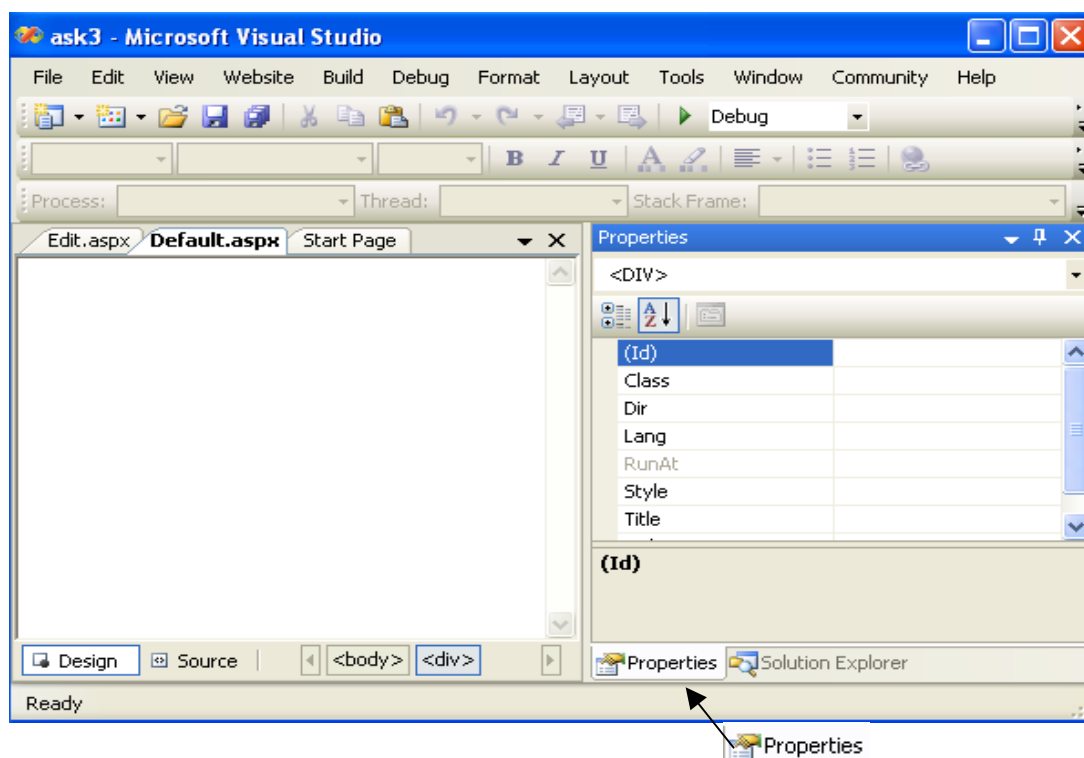 ask3 - Microsoft Visual Studio
File Edit View Website Build Debug Format Layout Tools Window Community Help
Debug
B I U A
Process: Thread: Stack Frame:
Edit.aspx Default.aspx Start Page
Properties
<DIV>
A
Z
(Id)
Class
Dir
Lang
RunAt
Style
Title
(Id)
Design Source <body> <div>
Properties Solution Explorer
Ready
Properties